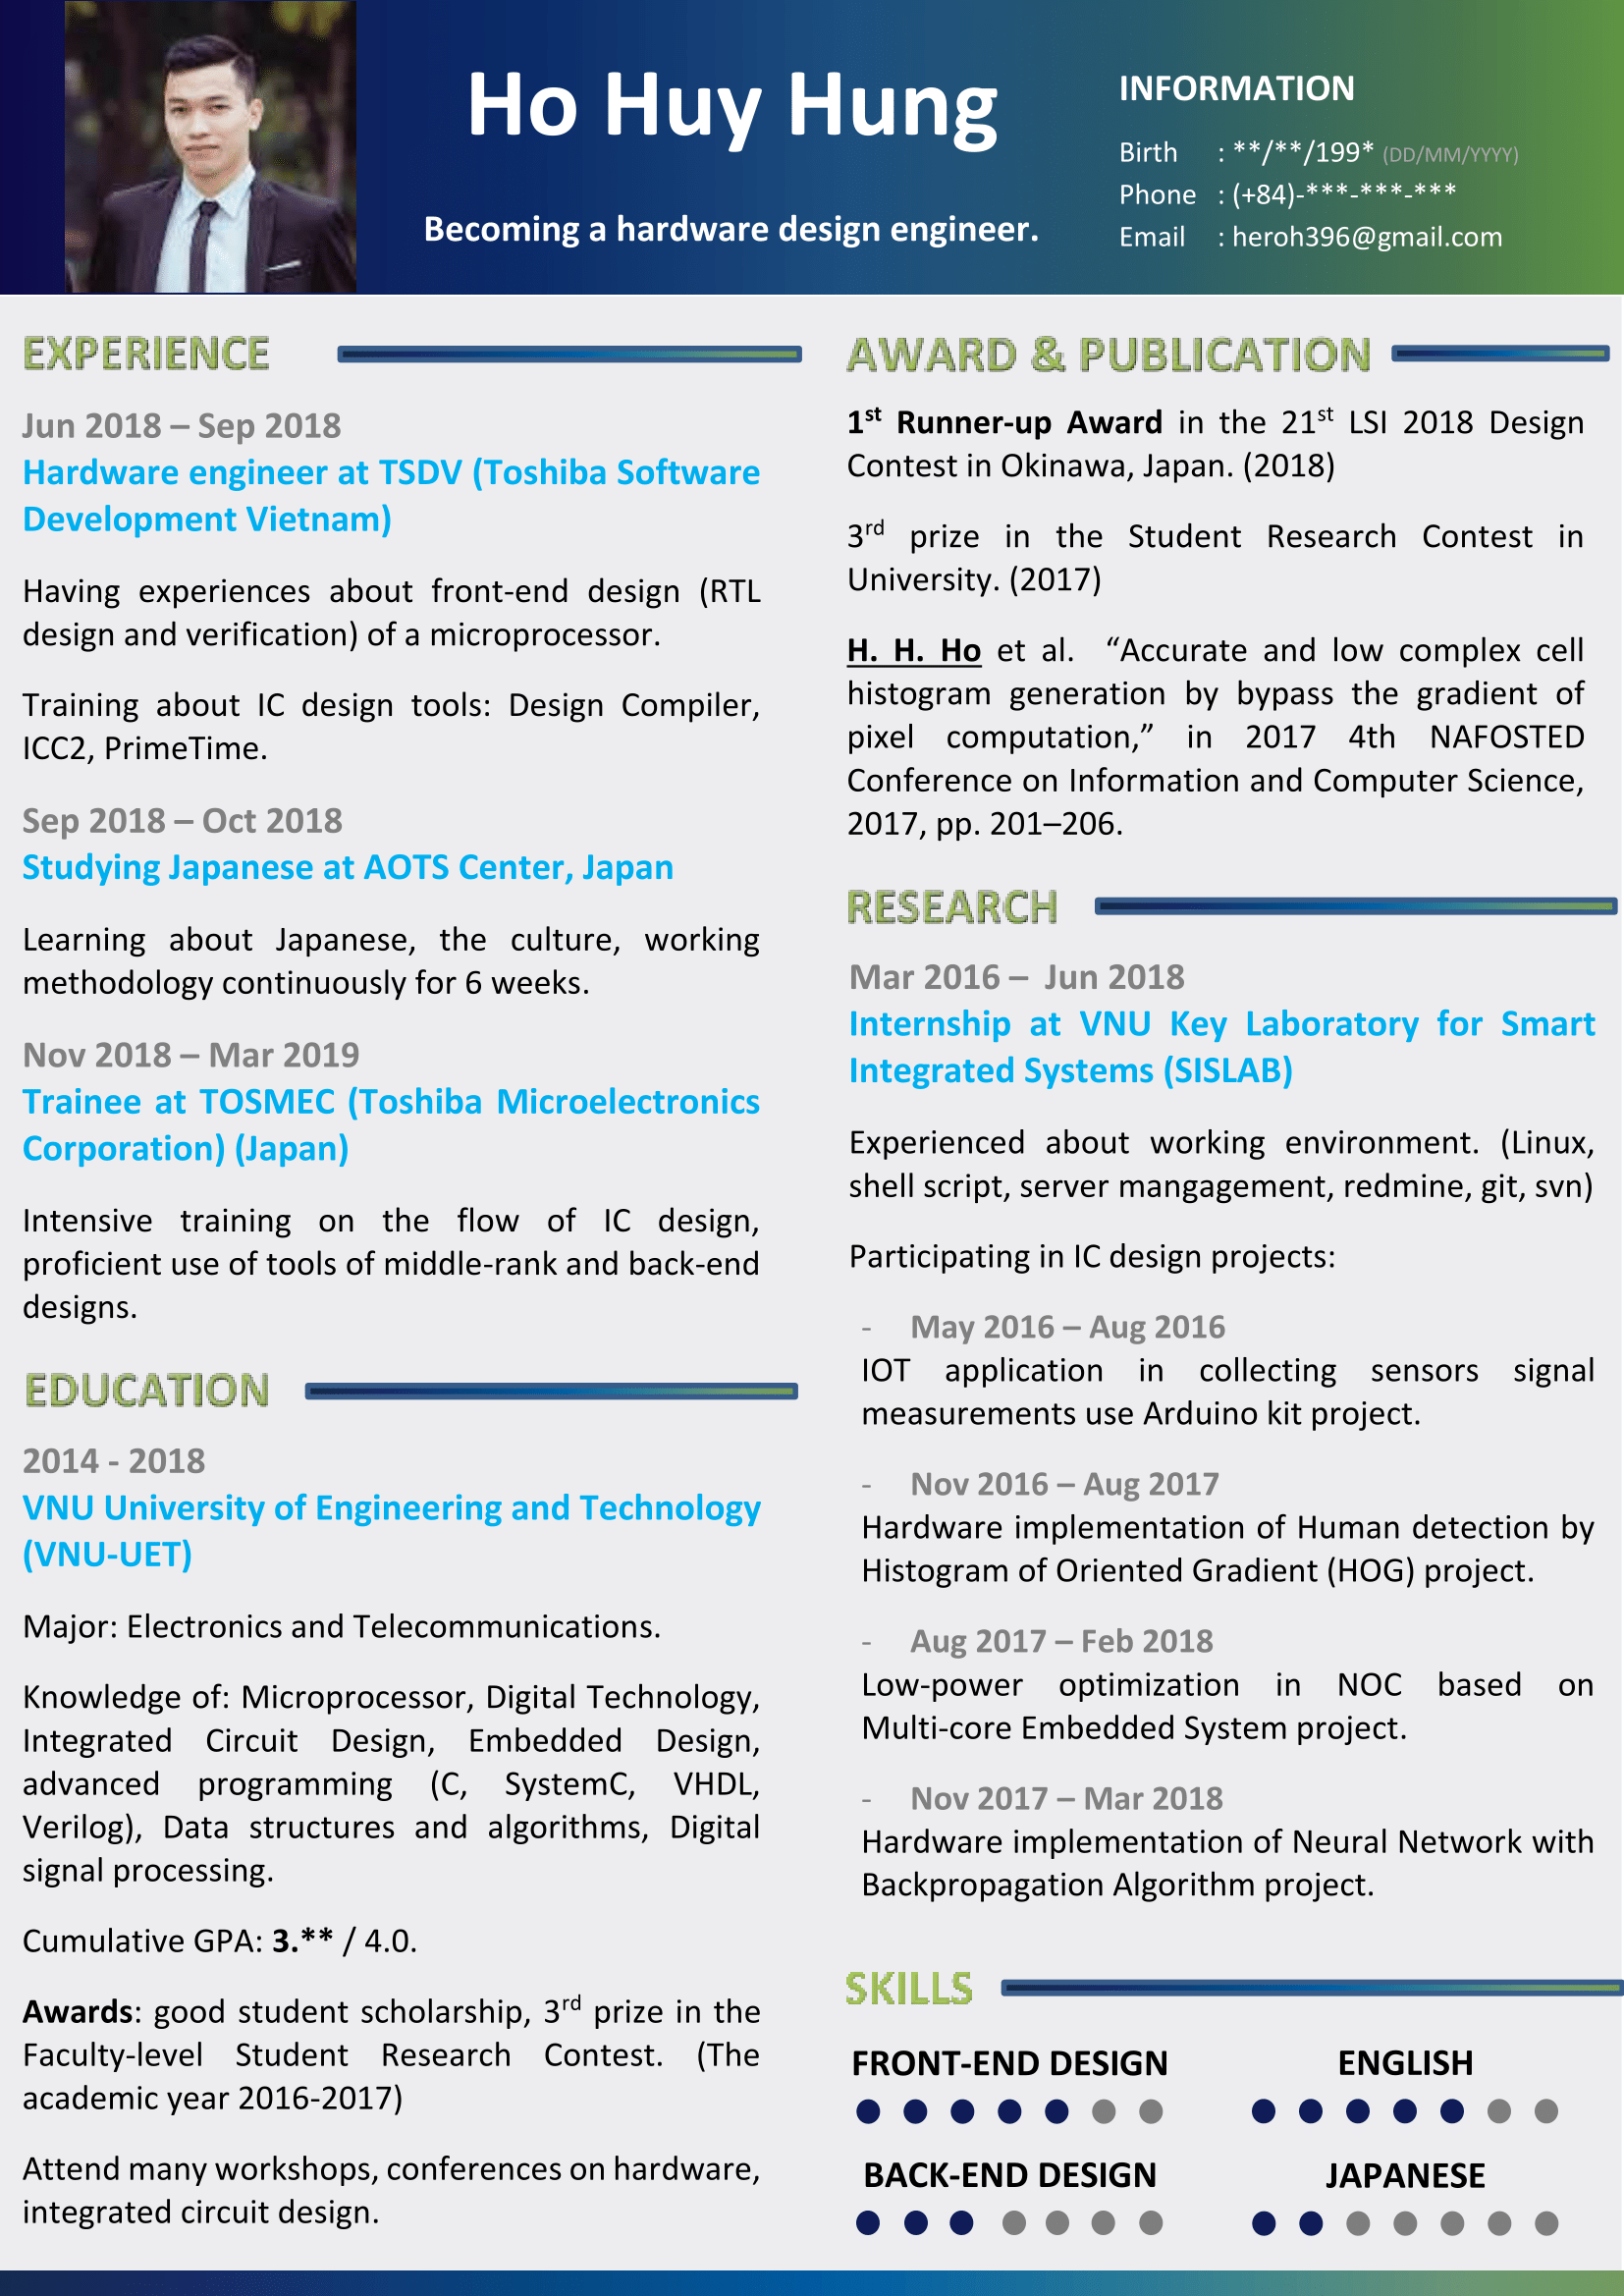 Ho Huy Hung
Becoming a hardware design engineer.
INFORMATION
Birth : **/**/199* (DD/MM/YYYY)
Phone : (+84)-***-***-***
Email : heroh396@gmail.com
EXPERIENCE
Jun 2018 – Sep 2018
Hardware engineer at TSDV (Toshiba Software
Development Vietnam)
Having experiences about front-end design (RTL
design and verification) of a microprocessor.
Training about IC design tools: Design Compiler,
ICC2, PrimeTime.
Sep 2018 – Oct 2018
Studying Japanese at AOTS Center, Japan
Learning about Japanese, the culture, working
methodology continuously for 6 weeks.
Nov 2018 – Mar 2019
Trainee at TOSMEC (Toshiba Microelectronics
Corporation) (Japan)
Intensive training on the flow of IC design,
proficient use of tools of middle-rank and back-end
designs.
EDUCATION
2014 - 2018
VNU University of Engineering and Technology
(VNU-UET)
Major: Electronics and Telecommunications.
Knowledge of: Microprocessor, Digital Technology,
Integrated Circuit Design, Embedded Design,
advanced programming (C, SystemC, VHDL,
Verilog), Data structures and algorithms, Digital
signal processing.
Cumulative GPA: 3.** / 4.0.
Awards: good student scholarship, 3rd prize in the
Faculty-level Student Research Contest. (The
academic year 2016-2017)
Attend many workshops, conferences on hardware,
integrated circuit design.
AWARD & PUBLICATION
1st Runner-up Award in the 21st LSI 2018 Design
Contest in Okinawa, Japan. (2018)
3rd prize in the Student Research Contest in
University. (2017)
H. H. Ho et al. “Accurate and low complex cell
histogram generation by bypass the gradient of
pixel computation,” in 2017 4th NAFOSTED
Conference on Information and Computer Science,
2017, pp. 201–206.
RESEARCH
Mar 2016 – Jun 2018
Internship at VNU Key Laboratory for Smart
Integrated Systems (SISLAB)
Experienced about working environment. (Linux,
shell script, server mangagement, redmine, git, svn)
Participating in IC design projects:
- May 2016 – Aug 2016
IOT application in collecting sensors signal
measurements use Arduino kit project.
- Nov 2016 – Aug 2017
Hardware implementation of Human detection by
Histogram of Oriented Gradient (HOG) project.
- Aug 2017 – Feb 2018
Low-power optimization in NOC based on
Multi-core Embedded System project.
- Nov 2017 – Mar 2018
Hardware implementation of Neural Network with
Backpropagation Algorithm project.
SKILLS
FRONT-END DESIGN
ENGLISH
BACK-END DESIGN
JAPANESE